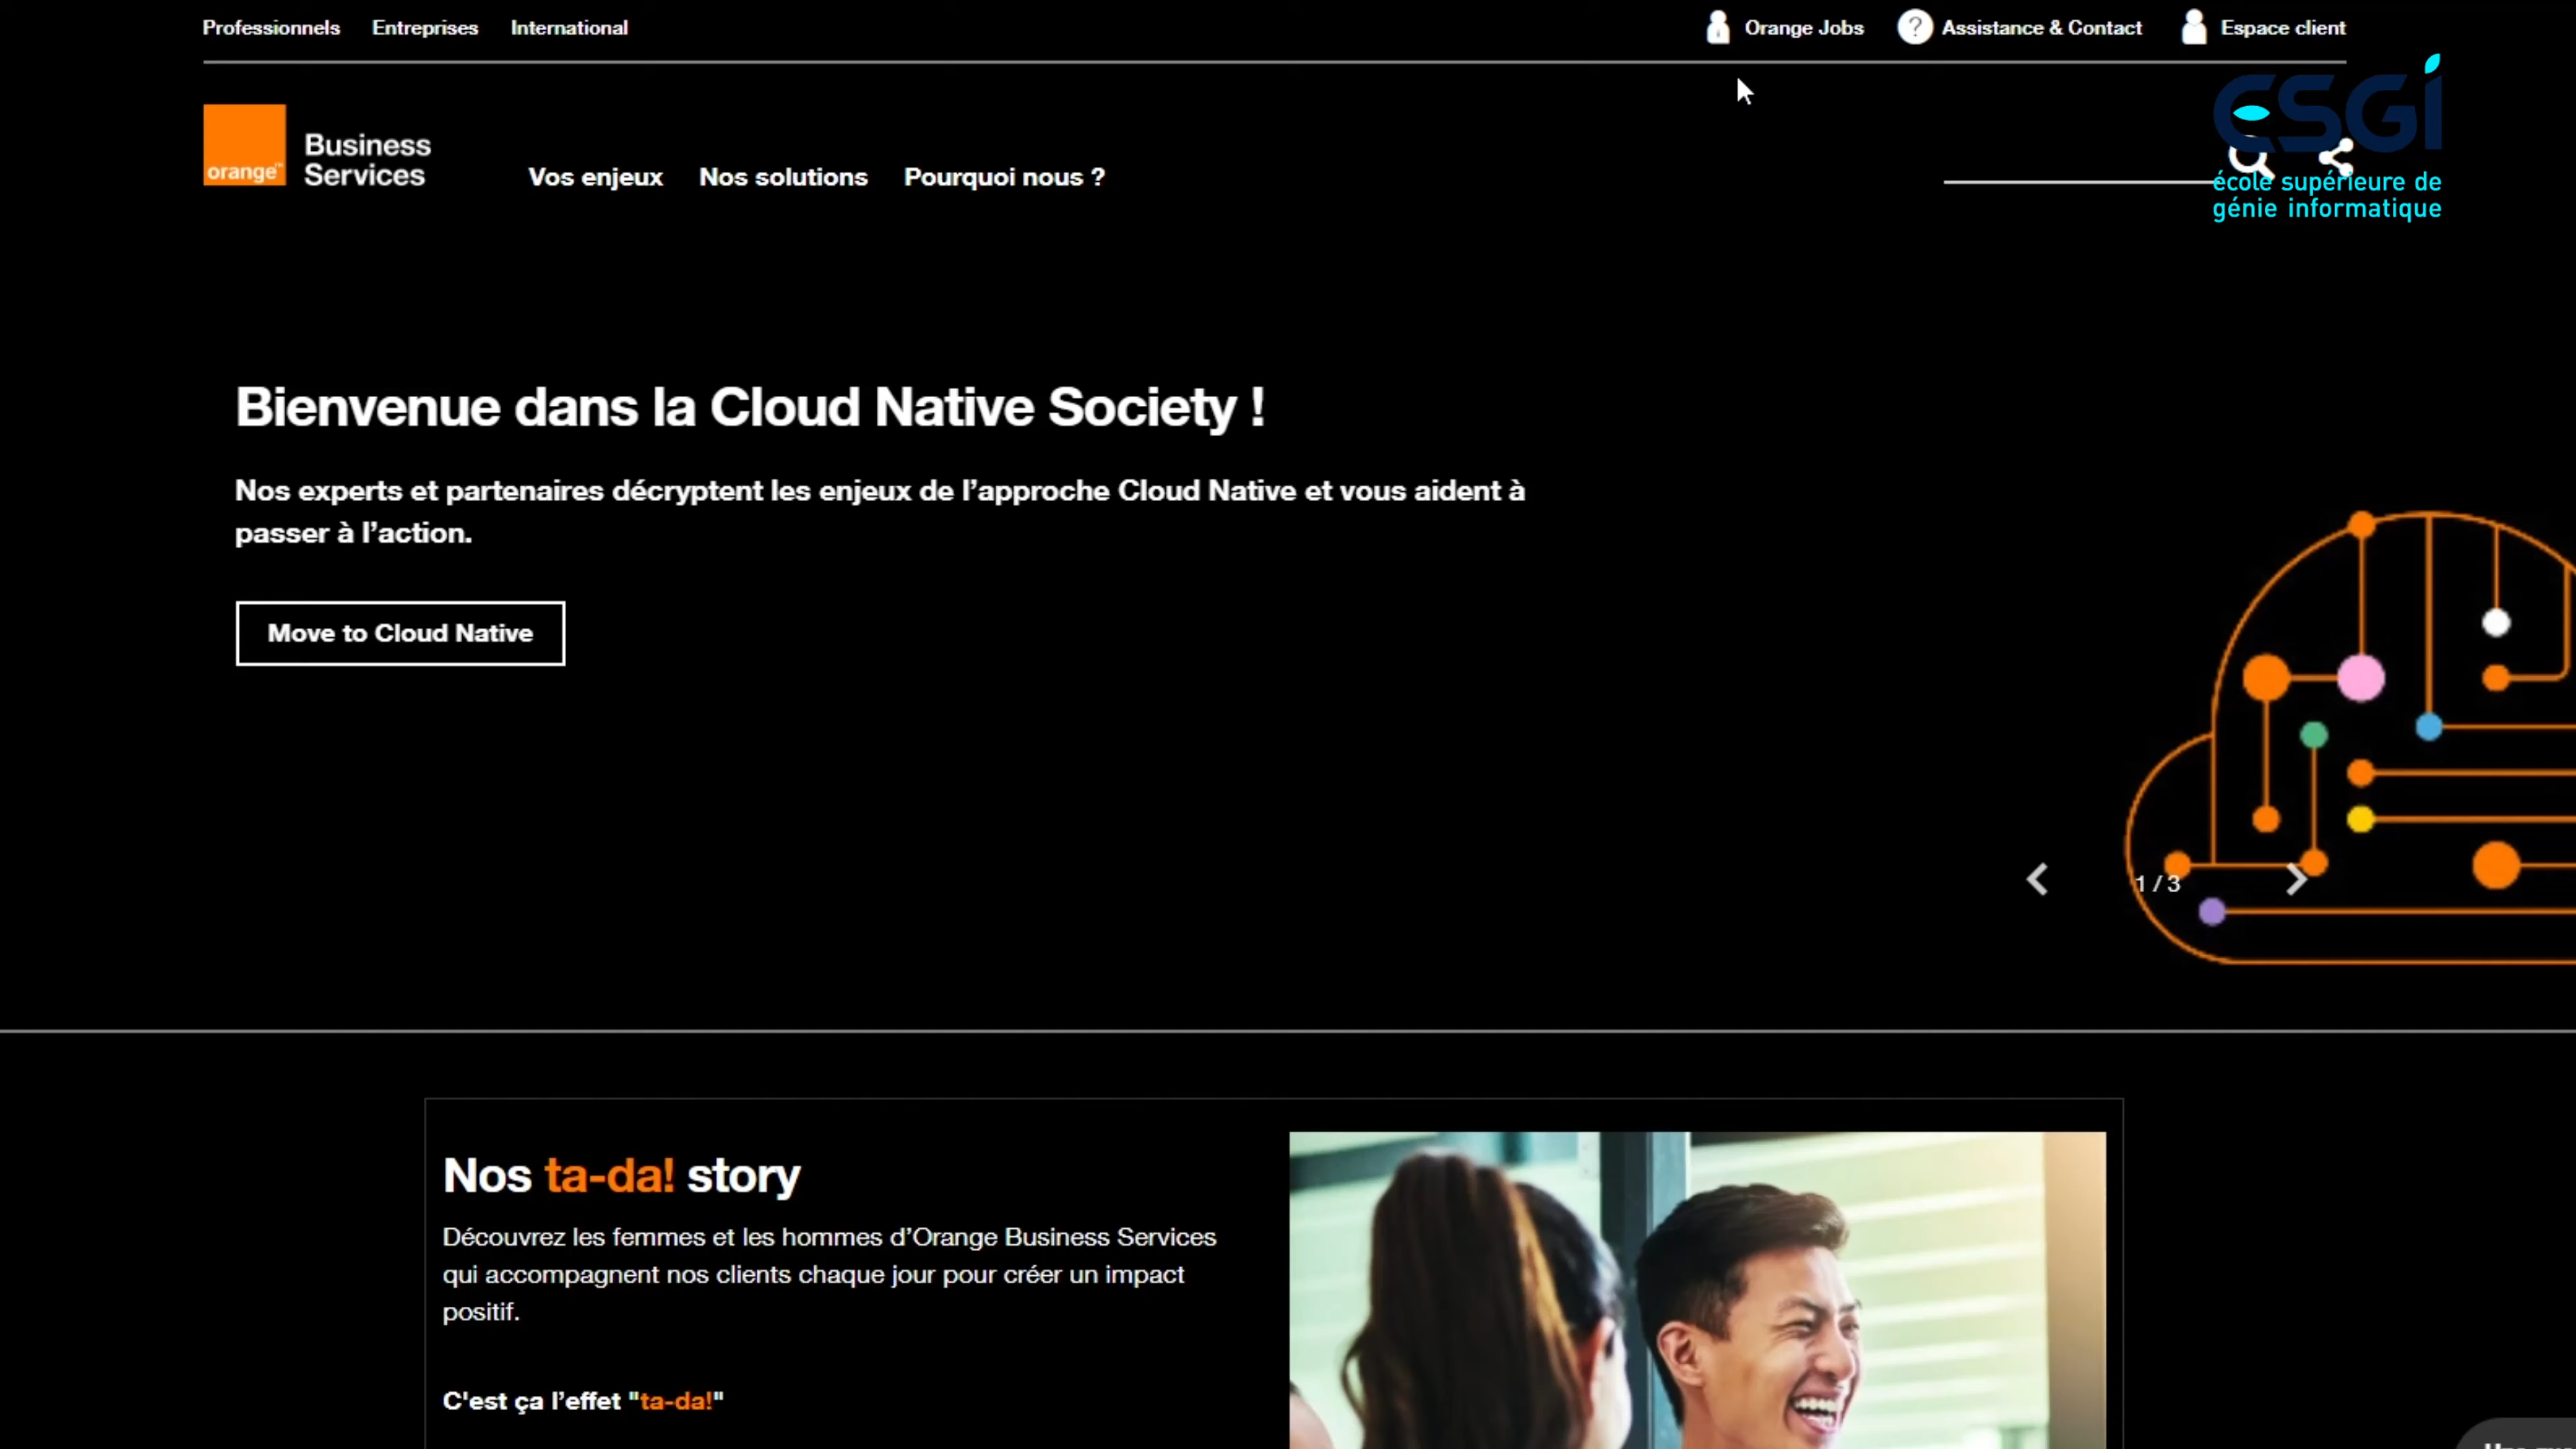 Professionnels Entreprises International Orange Jobs ? Assistance & Contact Espace client
ESGI
école supérieure de
génie informatique
orange™ Business
Services
Vos enjeux Nos solutions Pourquoi nous ?
Bienvenue dans la Cloud Native Society !
Nos experts et partenaires décryptent les enjeux de l’approche Cloud Native et vous aident à
passer à l’action.
Move to Cloud Native
1 / 3
Nos ta-da! story
Découvrez les femmes et les hommes d’Orange Business Services
qui accompagnent nos clients chaque jour pour créer un impact
positif.
C'est ça l’effet "ta-da!"